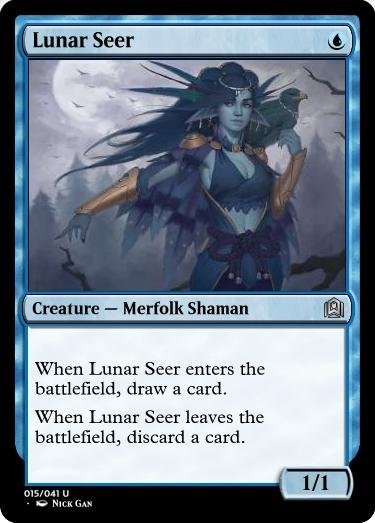 Lunar Seer
Creature — Merfolk Shaman
When Lunar Seer enters the
battlefield, draw a card.
When Lunar Seer leaves the
battlefield, discard a card.
1/1
015/041 U
· Nick Gan